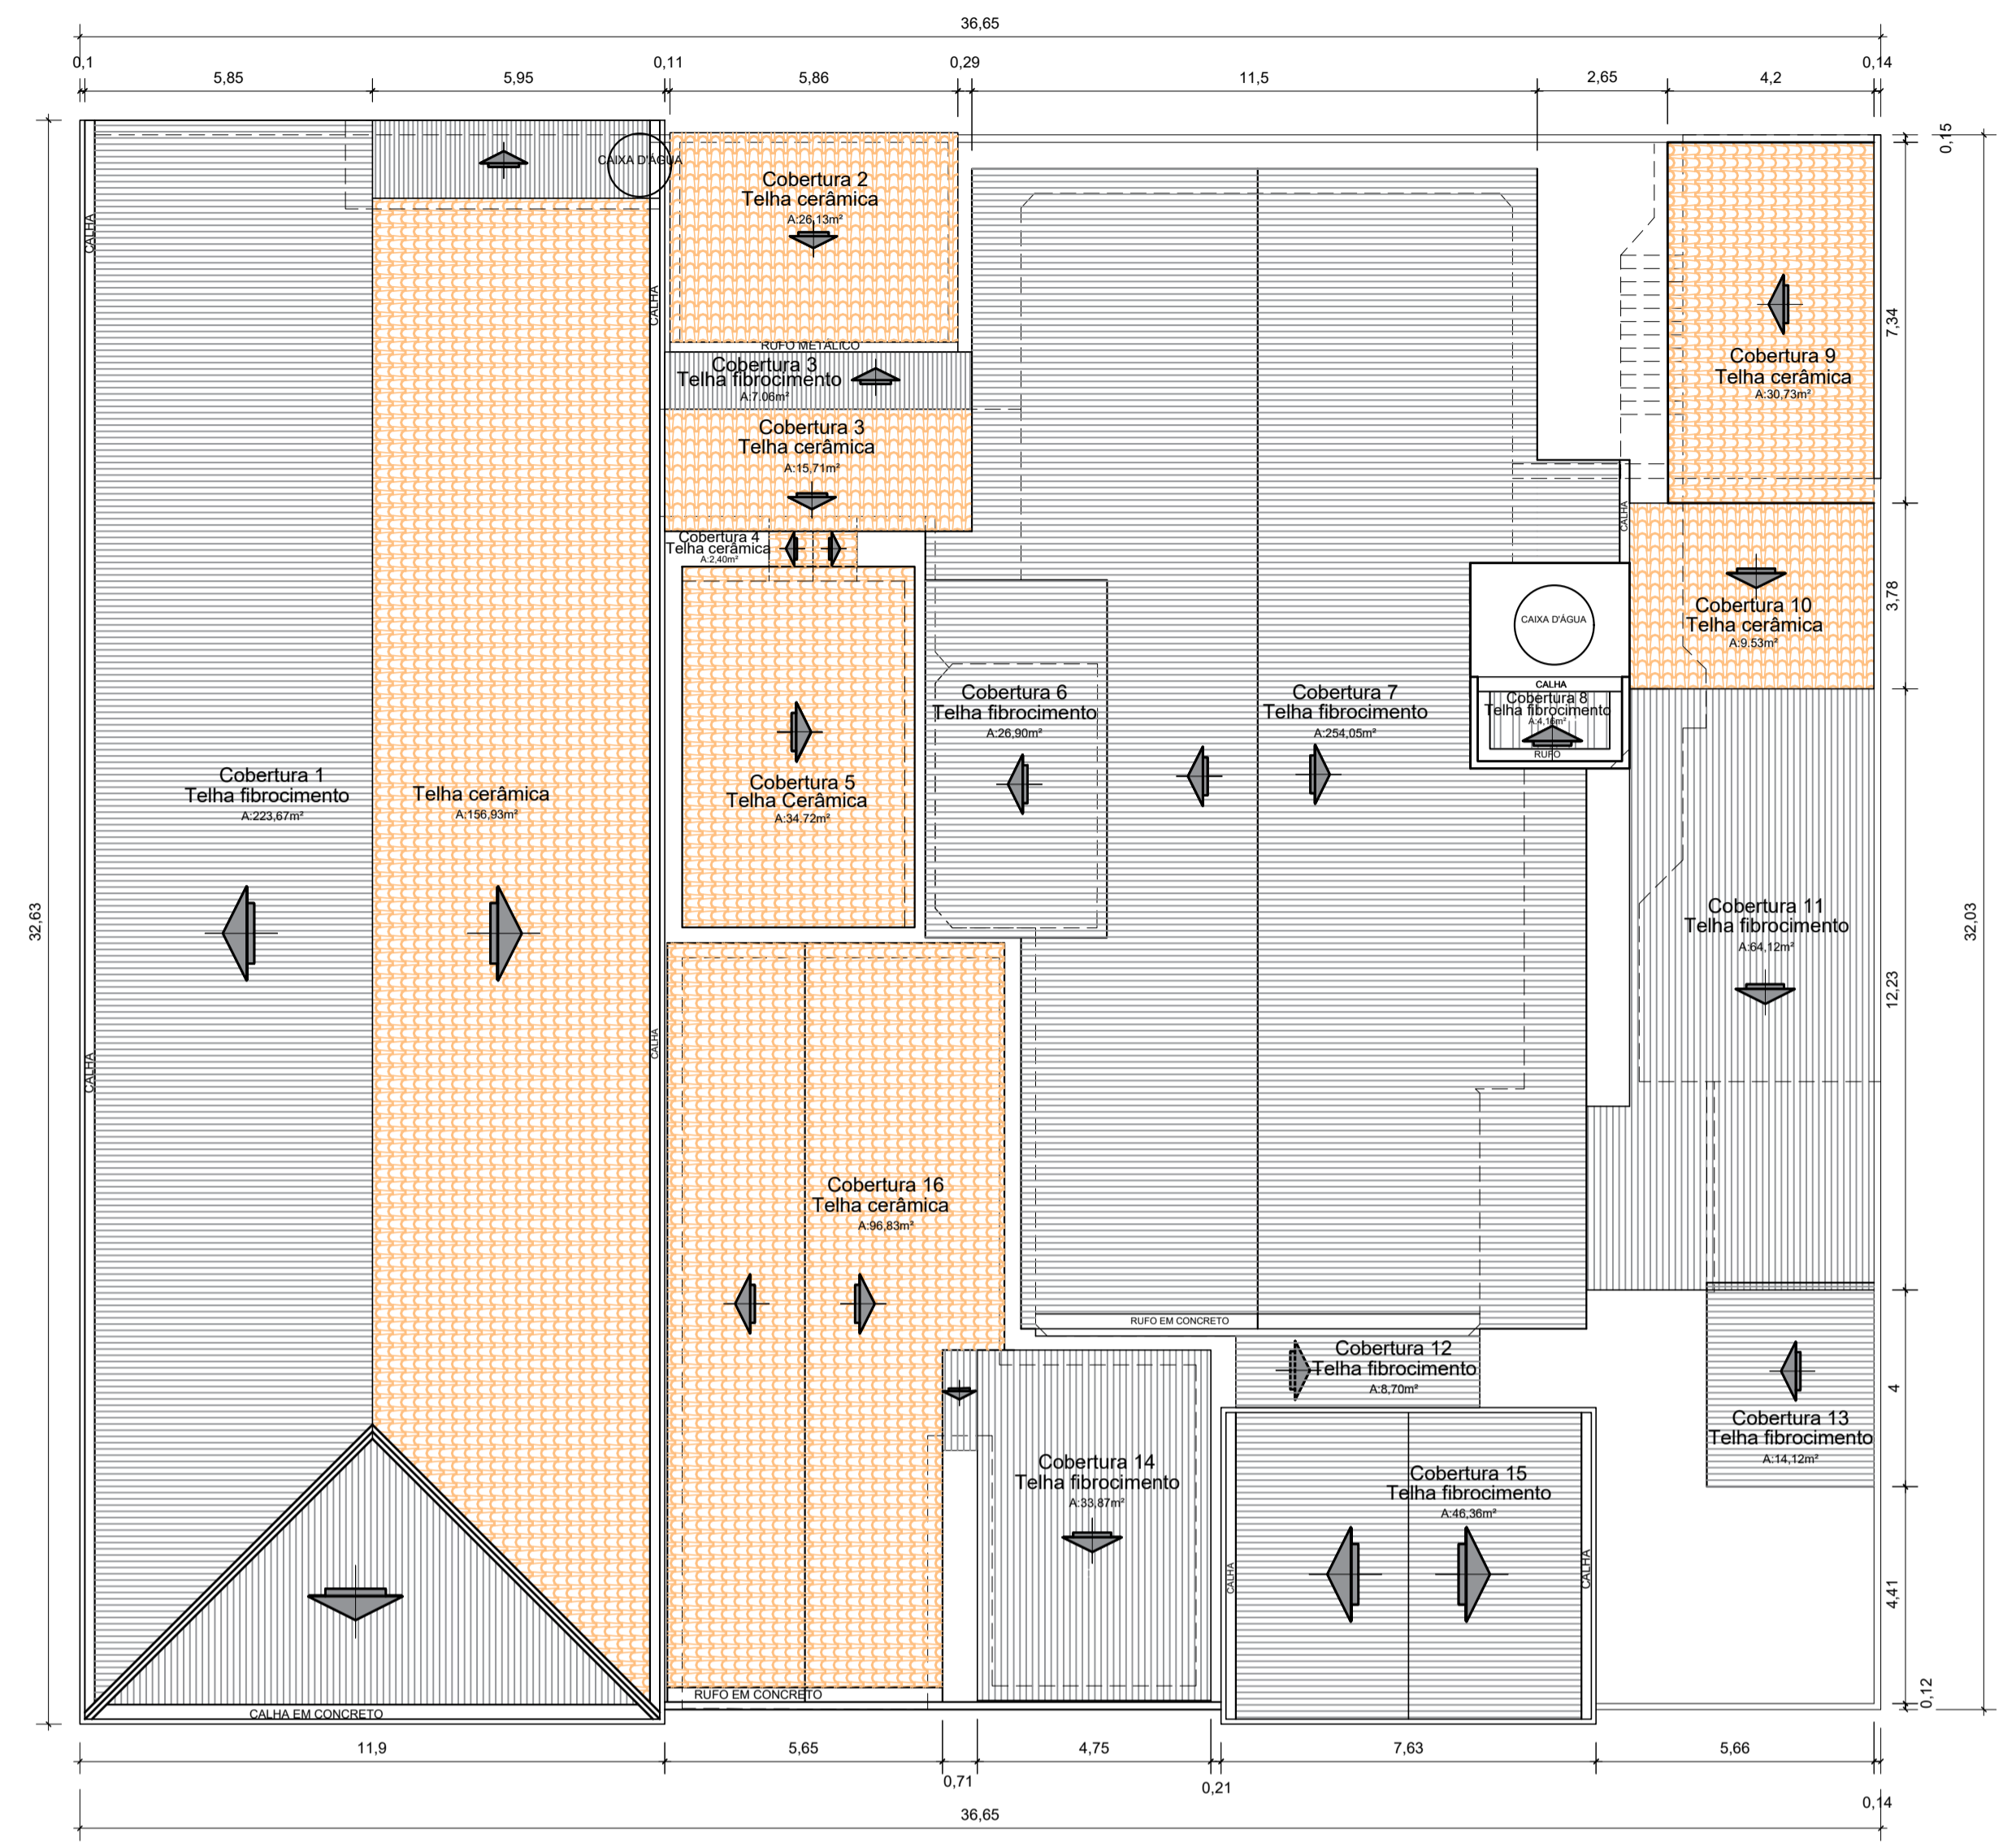 36,65
0,1
5,85
5,95
0,11
5,86
0,29
11,5
2,65
4,2
0,14
0,15
CALHA
CAIXA D'ÁGUA
CALHA
Cobertura 2
Telha cerâmica
A:26,13m²
RUFO METÁLICO
Cobertura 3
Telha fibrocimento
A:7.06m²
Cobertura 3
Telha cerâmica
A:15,71m²
Cobertura 4
Telha cerâmica
A:2,40m²
Cobertura 9
Telha cerâmica
A:30,73m²
7,34
CALHA
CAIXA D'ÁGUA
Cobertura 10
Telha cerâmica
A:9.53m²
3,78
CALHA
Cobertura 8
Telha fibrocimento
RUFO
Cobertura 1
Telha fibrocimento
A:223,67m²
Telha cerâmica
A:156,93m²
Cobertura 5
Telha Cerâmica
A:34.72m²
Cobertura 6
Telha fibrocimento
A:26,90m²
Cobertura 7
Telha fibrocimento
A:254,05m²
32,63
Cobertura 11
Telha fibrocimento
A:64,12m²
12,23
32,03
CALHA
CALHA
Cobertura 16
Telha cerâmica
A:96,83m²
RUFO EM CONCRETO
Cobertura 12
Telha fibrocimento
A:8,70m²
4
Cobertura 13
Telha fibrocimento
A:14,12m²
Cobertura 14
Telha fibrocimento
A:33,87m²
Cobertura 15
Telha fibrocimento
A:46,36m²
CALHA
CALHA
4,41
RUFO EM CONCRETO
0,12
CALHA EM CONCRETO
11,9
5,65
0,71
4,75
0,21
7,63
5,66
0,14
36,65